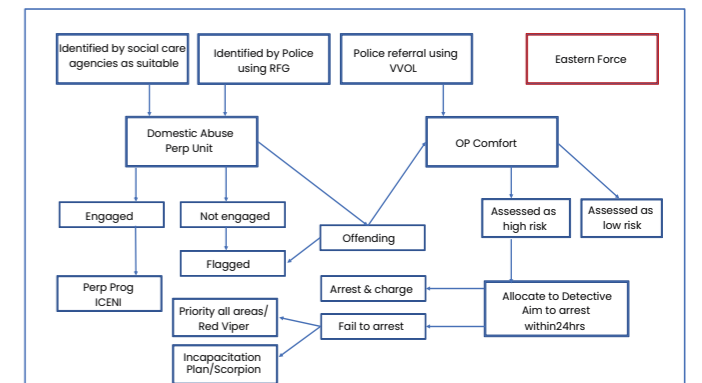 Identified by social care
agencies as suitable
Identified by Police
using RFG
Police referral using
VVOL
Eastern Force
Domestic Abuse
Perp Unit
OP Comfort
Engaged
Not engaged
Assessed as
high risk
Assessed as
low risk
Offending
Flagged
Perp Prog
ICENI
Arrest & charge
Allocate to Detective
Aim to arrest
within24hrs
Priority all areas/
Red Viper
Fail to arrest
Incapacitation
Plan/Scorpion